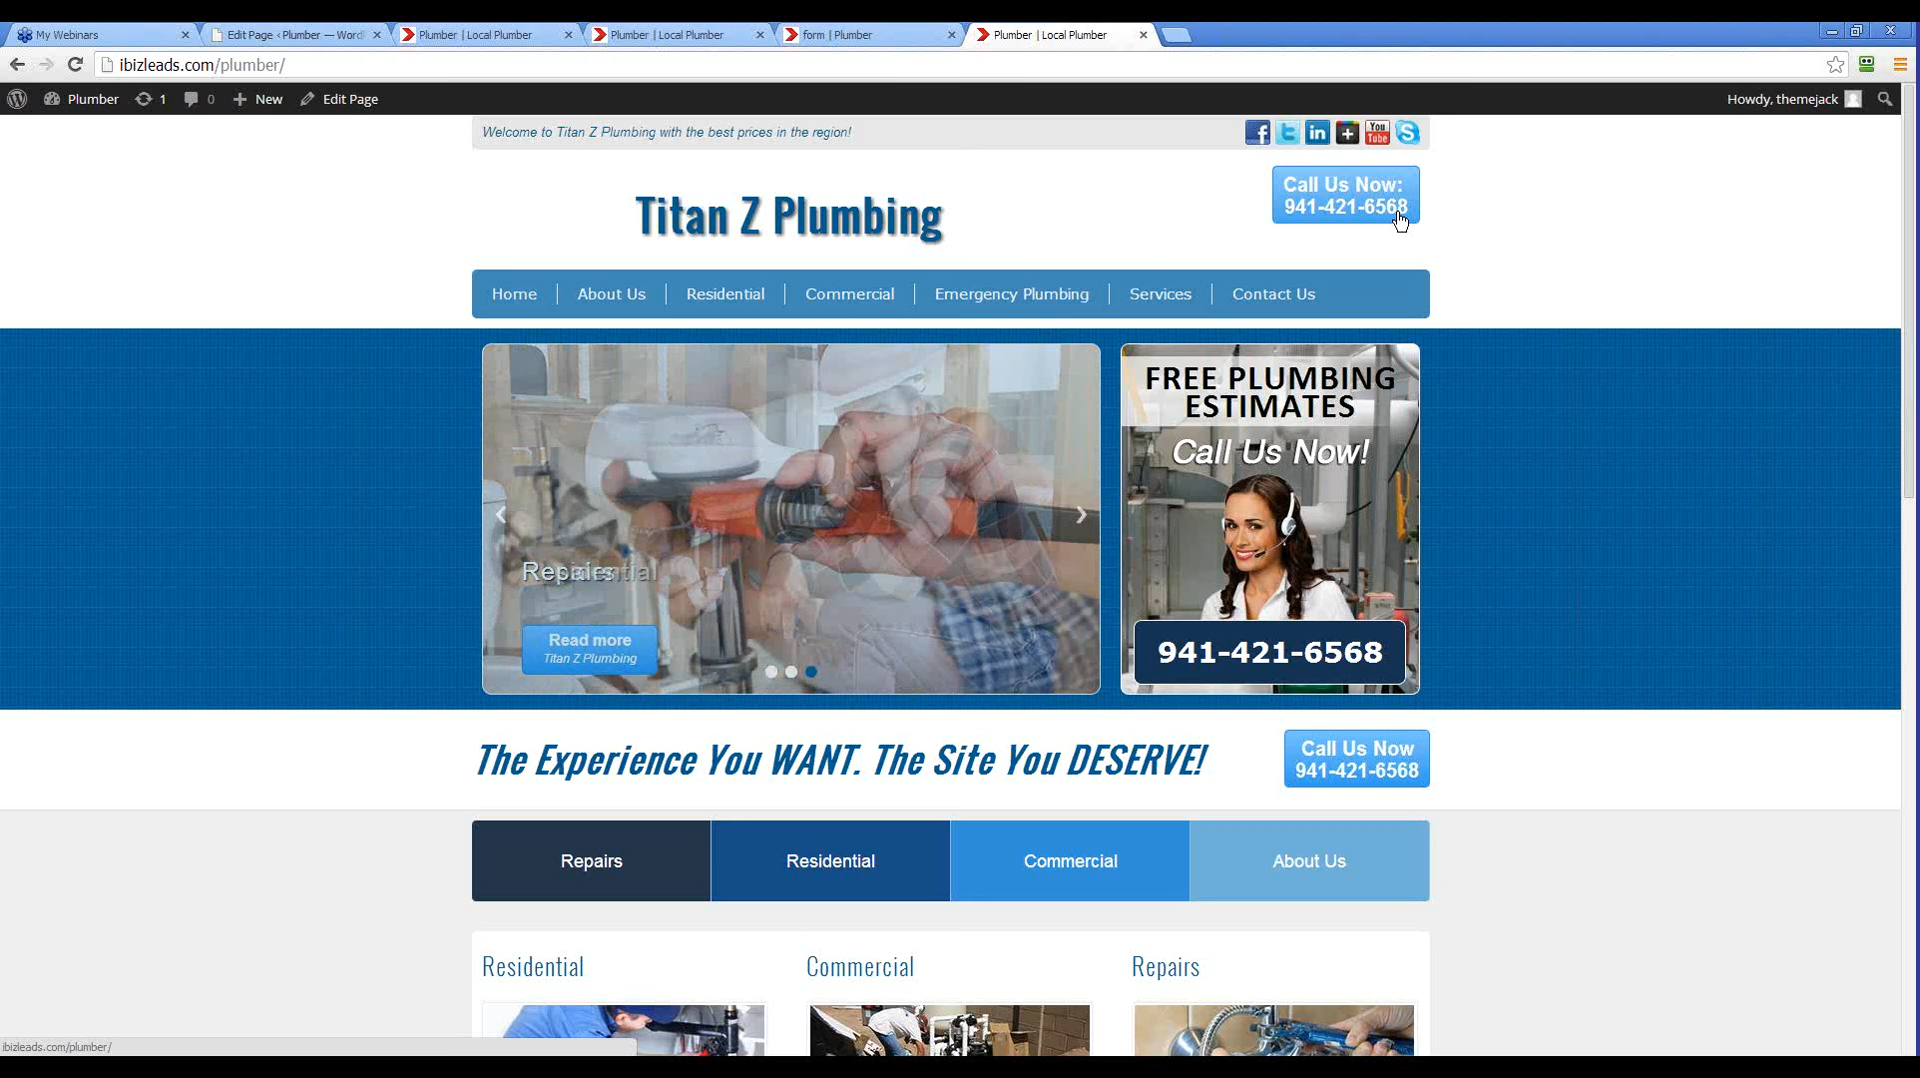 My Webinars
Edit Page ‹ Plumber — Word
Plumber | Local Plumber
Plumber | Local Plumber
form | Plumber
Plumber | Local Plumber
ibizleads.com/plumber/
Plumber
1
0
New
Edit Page
Howdy, themejack
Welcome to Titan Z Plumbing with the best prices in the region!
You
Tube
in
Call Us Now:
941-421-6568
Titan Z Plumbing
Home
About Us
Residential
Commercial
Emergency Plumbing
Services
Contact Us
FREE PLUMBING
ESTIMATES
Call Us Now!
Repairs
Read more
Titan Z Plumbing
941-421-6568
The Experience You WANT. The Site You DESERVE!
Call Us Now
941-421-6568
Repairs
Residential
Commercial
About Us
Residential
Commercial
Repairs
ibizleads.com/plumber/